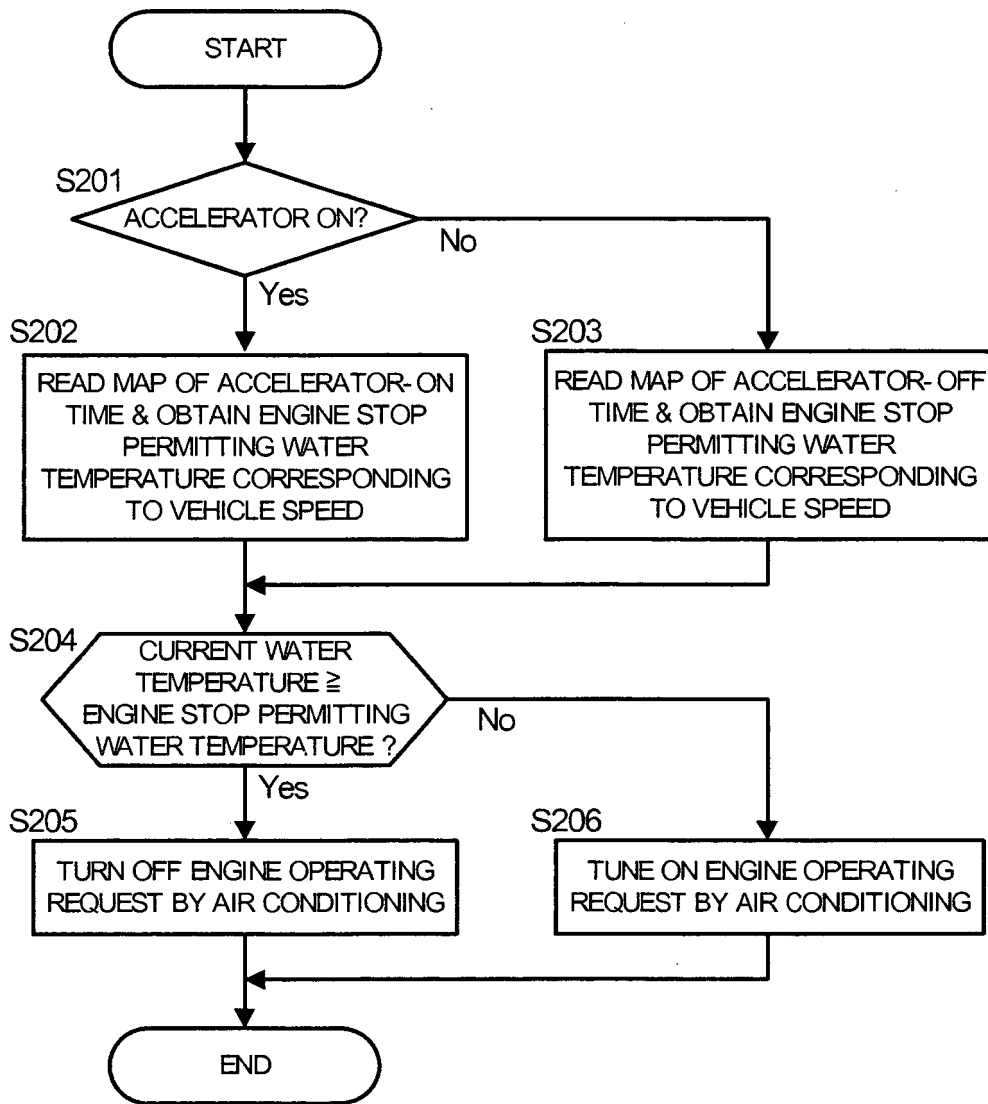 START
S201
ACCELERATOR ON?
No
Yes
S202
READ MAP OF ACCELERATOR-ON
TIME & OBTAIN ENGINE STOP
PERMITTING WATER
TEMPERATURE CORRESPONDING
TO VEHICLE SPEED
S203
READ MAP OF ACCELERATOR-OFF
TIME & OBTAIN ENGINE STOP
PERMITTING WATER
TEMPERATURE CORRESPONDING
TO VEHICLE SPEED
S204
CURRENT WATER
TEMPERATURE ≧
ENGINE STOP PERMITTING
WATER TEMPERATURE ?
No
Yes
S205
TURN OFF ENGINE OPERATING
REQUEST BY AIR CONDITIONING
S206
TUNE ON ENGINE OPERATING
REQUEST BY AIR CONDITIONING
END